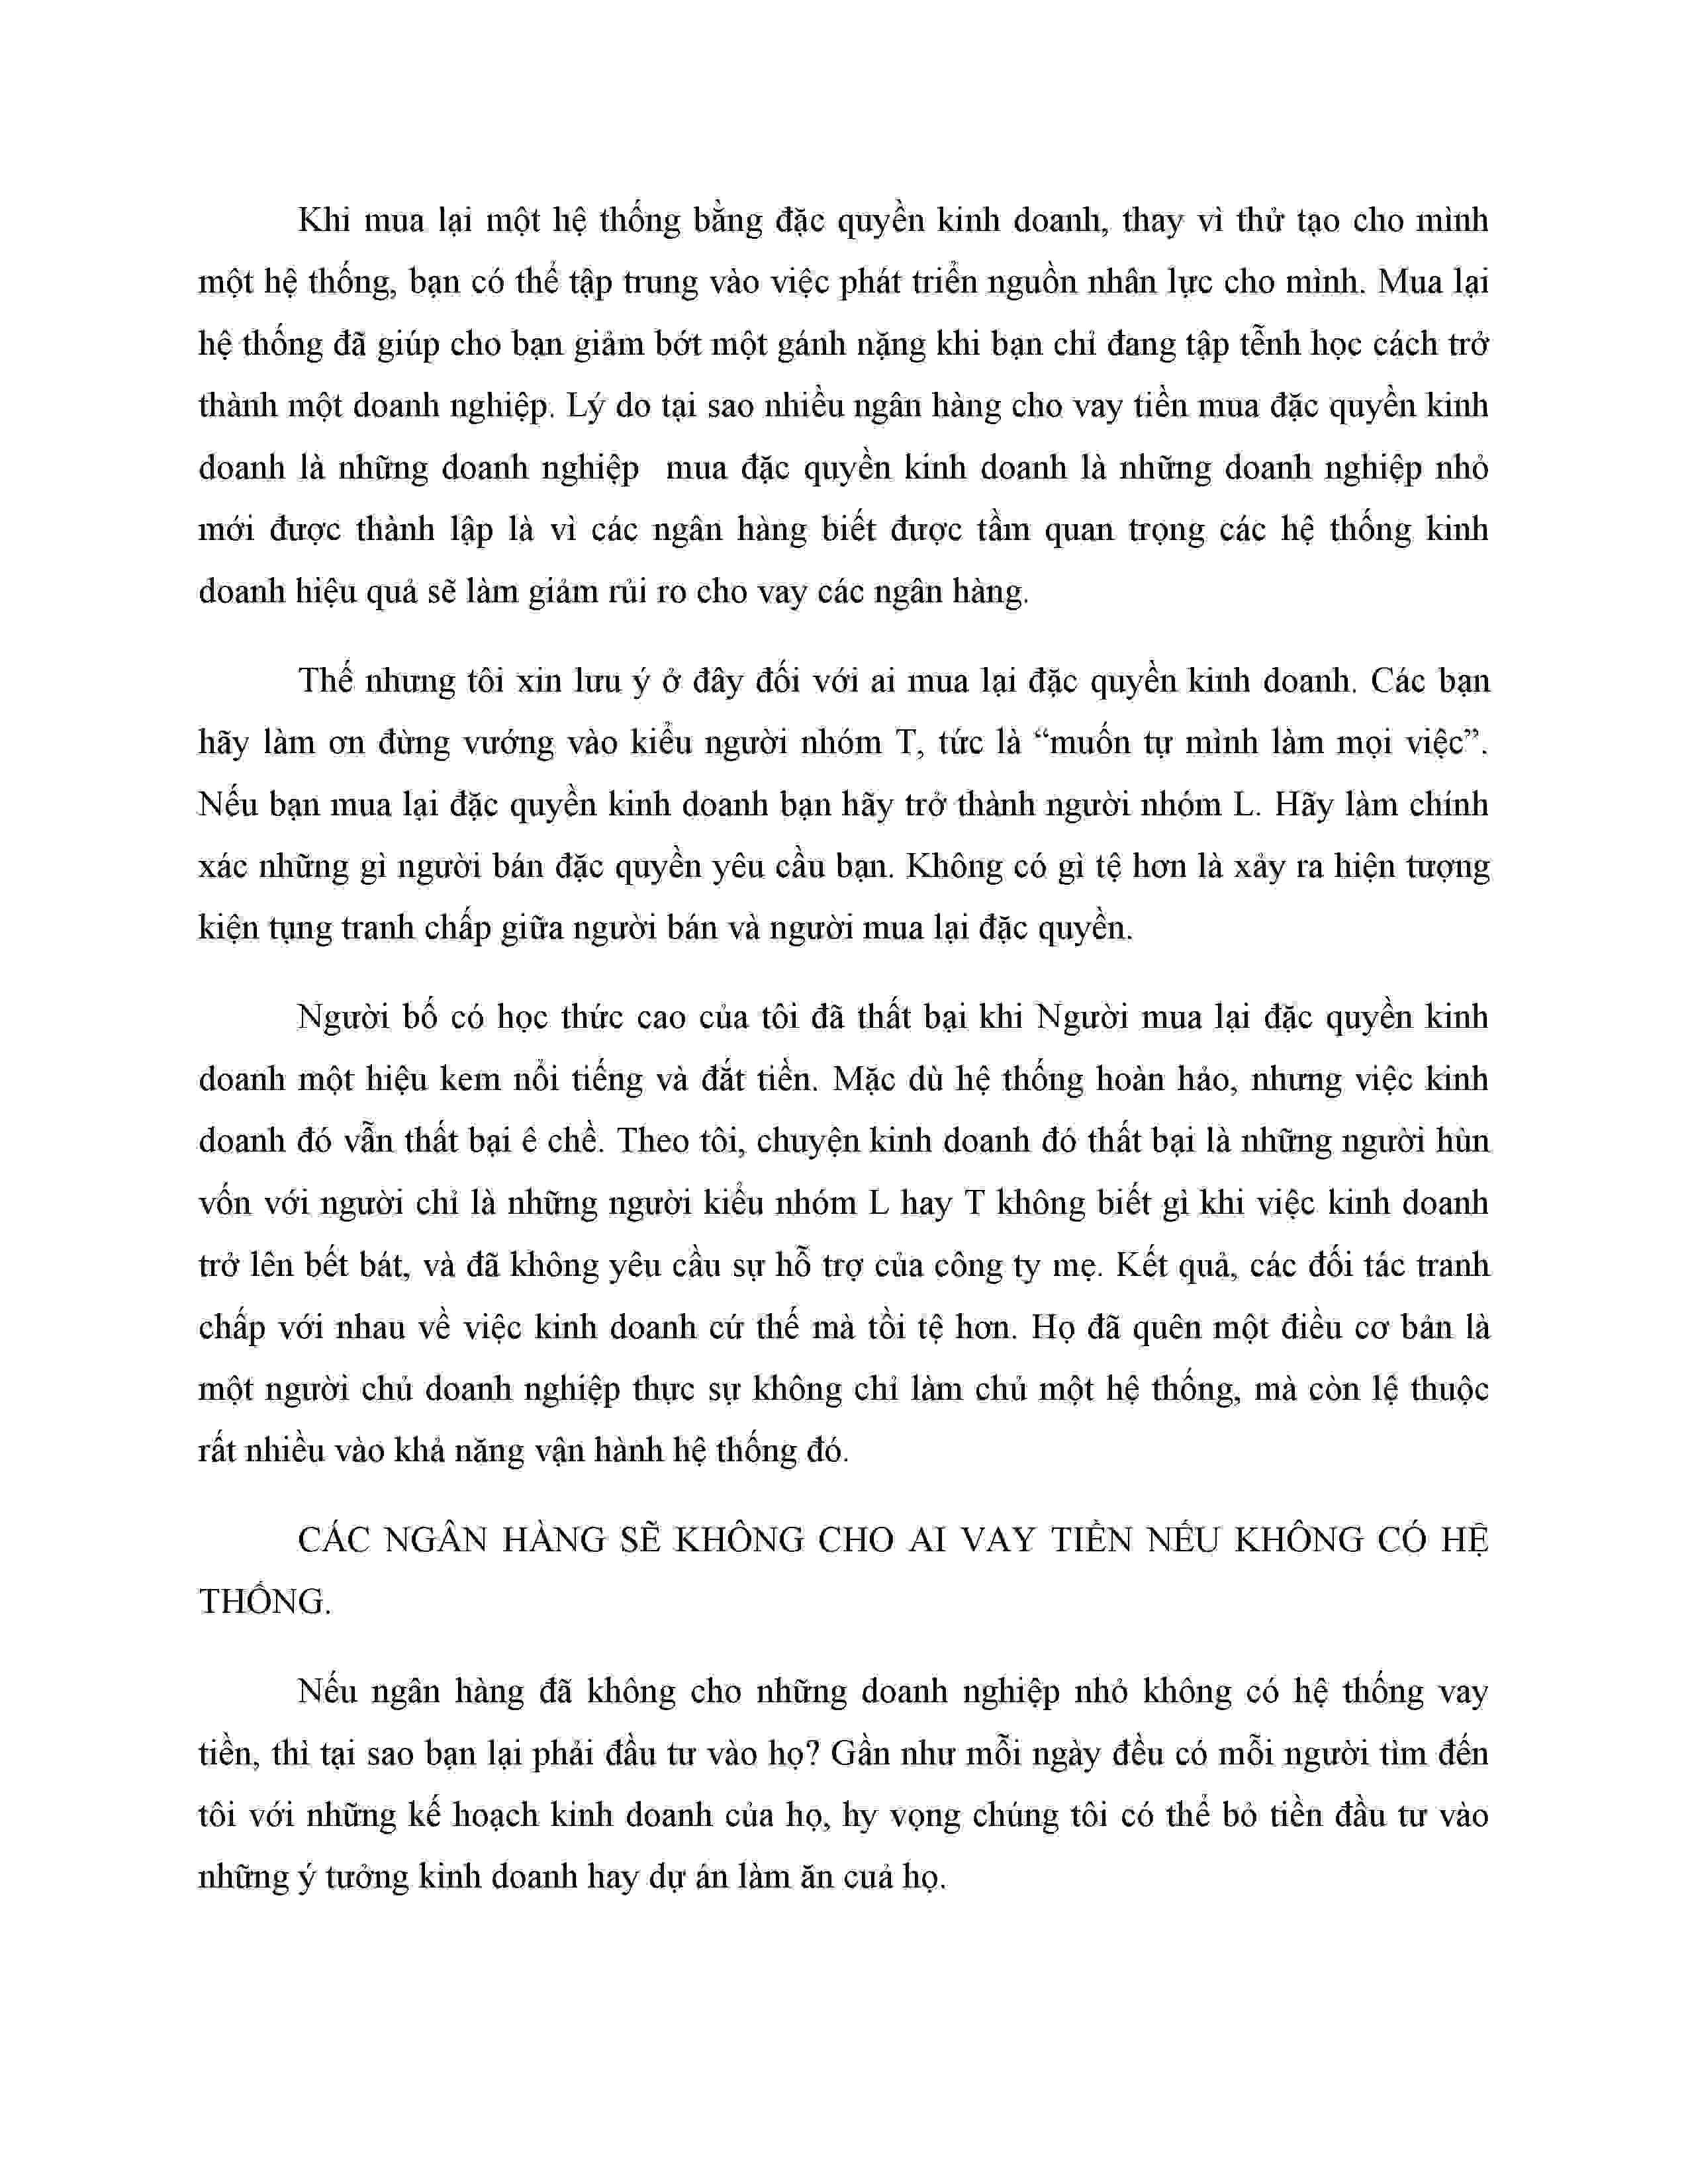 Khi mua lại một hệ thống bằng đặc quyền kinh doanh, thay vì thử tạo cho mình
một hệ thống, bạn có thể tập trung vào việc phát triển nguồn nhân lực cho mình. Mua lại
hệ thống đã giúp cho bạn giảm bớt một gánh nặng khi bạn chỉ đang tập tễnh học cách trở
thành một doanh nghiệp. Lý do tại sao nhiều ngân hàng cho vay tiền mua đặc quyền kinh
doanh là những doanh nghiệp  mua đặc quyền kinh doanh là những doanh nghiệp nhỏ
mới được thành lập là vì các ngân hàng biết được tầm quan trọng các hệ thống kinh
doanh hiệu quả sẽ làm giảm rủi ro cho vay các ngân hàng.
Thế nhưng tôi xin lưu ý ở đây đối với ai mua lại đặc quyền kinh doanh. Các bạn
hãy làm ơn đừng vướng vào kiểu người nhóm T, tức là “muốn tự mình làm mọi việc”.
Nếu bạn mua lại đặc quyền kinh doanh bạn hãy trở thành người nhóm L. Hãy làm chính
xác những gì người bán đặc quyền yêu cầu bạn. Không có gì tệ hơn là xảy ra hiện tượng
kiện tụng tranh chấp giữa người bán và người mua lại đặc quyền.
Người bố có học thức cao của tôi đã thất bại khi Người mua lại đặc quyền kinh
doanh một hiệu kem nổi tiếng và đắt tiền. Mặc dù hệ thống hoàn hảo, nhưng việc kinh
doanh đó vẫn thất bại ê chề. Theo tôi, chuyện kinh doanh đó thất bại là những người hùn
vốn với người chỉ là những người kiểu nhóm L hay T không biết gì khi việc kinh doanh
trở lên bết bát, và đã không yêu cầu sự hỗ trợ của công ty mẹ. Kết quả, các đối tác tranh
chấp với nhau về việc kinh doanh cứ thế mà tồi tệ hơn. Họ đã quên một điều cơ bản là
một người chủ doanh nghiệp thực sự không chỉ làm chủ một hệ thống, mà còn lệ thuộc
rất nhiều vào khả năng vận hành hệ thống đó.
CÁC NGÂN HÀNG SẼ KHÔNG CHO AI VAY TIỀN NẾU KHÔNG CÓ HỆ
THỐNG.
Nếu ngân hàng đã không cho những doanh nghiệp nhỏ không có hệ thống vay
tiền, thì tại sao bạn lại phải đầu tư vào họ? Gần như mỗi ngày đều có mỗi người tìm đến
tôi với những kế hoạch kinh doanh của họ, hy vọng chúng tôi có thể bỏ tiền đầu tư vào
những ý tưởng kinh doanh hay dự án làm ăn cuả họ.